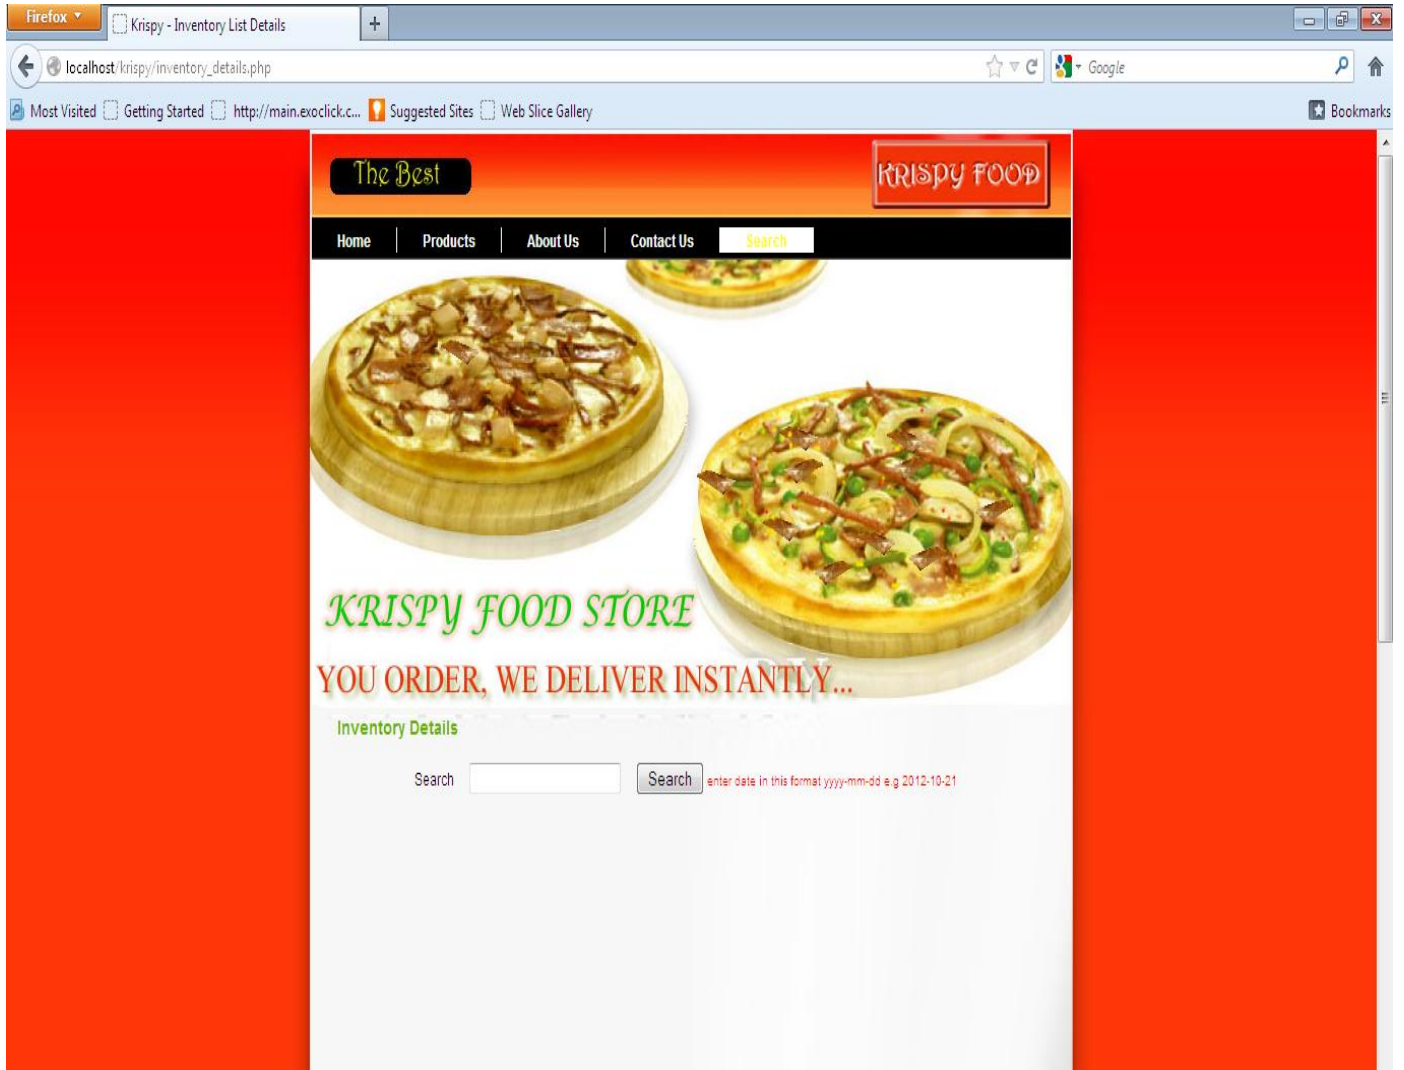 Firefox
Krispy - Inventory List Details
+
localhost/krispy/inventory_details.php
Google
Most Visited Getting Started http://main.exoclick.c... Suggested Sites Web Slice Gallery Bookmarks
The Best
KRISPY FOOD
Home Products About Us Contact Us Search
KRISPY FOOD STORE
YOU ORDER, WE DELIVER INSTANTLY...
Inventory Details
Search Search enter date in this format yyyy-mm-dd e.g 2012-10-21